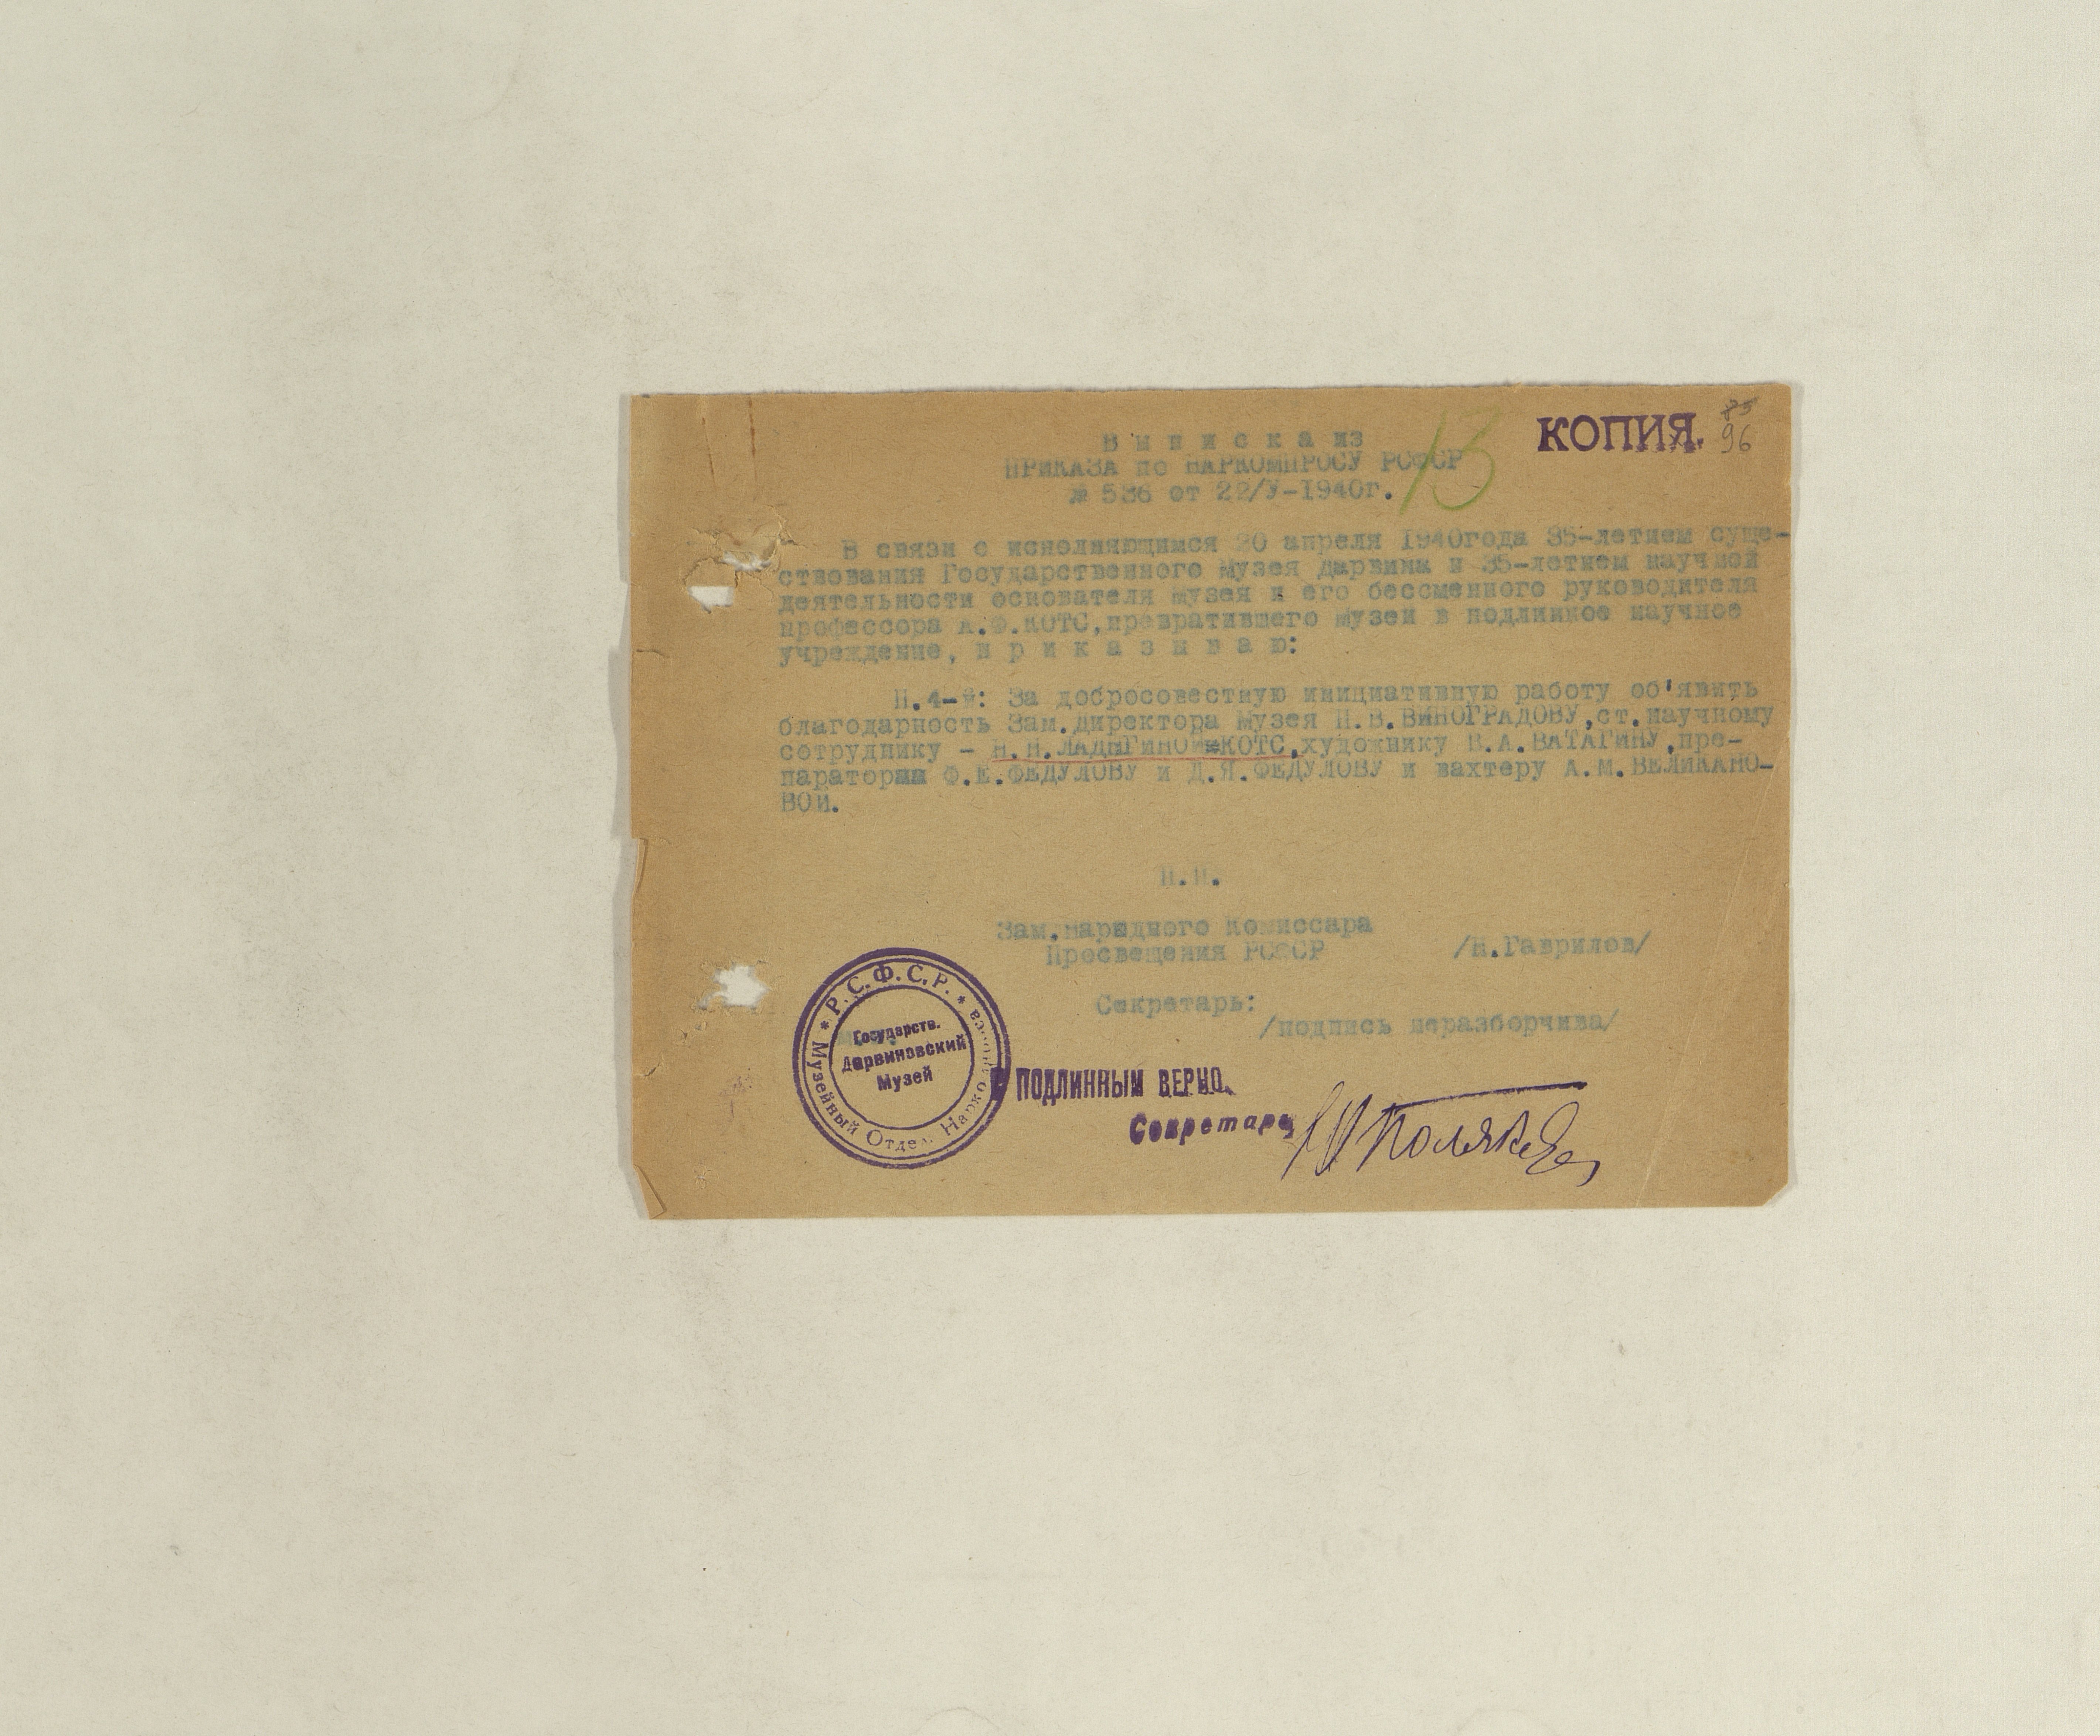 КОПИЯ.
85
96
13
В ы п и с к а из
ПРИКАЗА по НАРКОМПРОСУ РСФСР
№ 536 от 22/У-1940г.
В связи с исполняющимся 20 апреля 1940года 35-летием суще-
ствования Государственного Музея Дарвина и 35-летием научной
деятельности основателя музея и его бессменного руководителя
профессора А.Ф.КОТС,превратившего музей в подлинное научное
учреждение, п р и к а з ы в а ю:
П.4-й: За добросовестную инициативную работу об'явить
благодарность Зам.директора Музея П.В.ВИНОГРАДОВУ,ст.научному
сотруднику - Н.Н.ЛАДЫГИНОЙ-КОТС,художнику В.А.ВАТАГИНУ,пре-
параторам Ф.Е.ФЕДУЛОВУ и Д.Я.ФЕДУЛОВУ и вахтеру А.М.ВЕЛИКАНО-
ВОЙ.
П.П.
Зам.народного комиссара
Просвещения РСФСР /Н.Гаврилов/
Секретарь:
/подпись неразборчива/
* Р.С.Ф.С.Р. *
Музейный Отдел Наркомпроса
Государств.
Дарвиновский
Музей
С ПОДЛИННЫМ ВЕРНО.
Секретарь